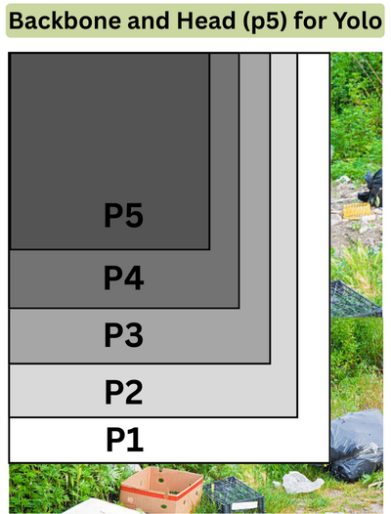 Backbone and Head (p5) for Yolo
P5
P4
P3
P2
P1